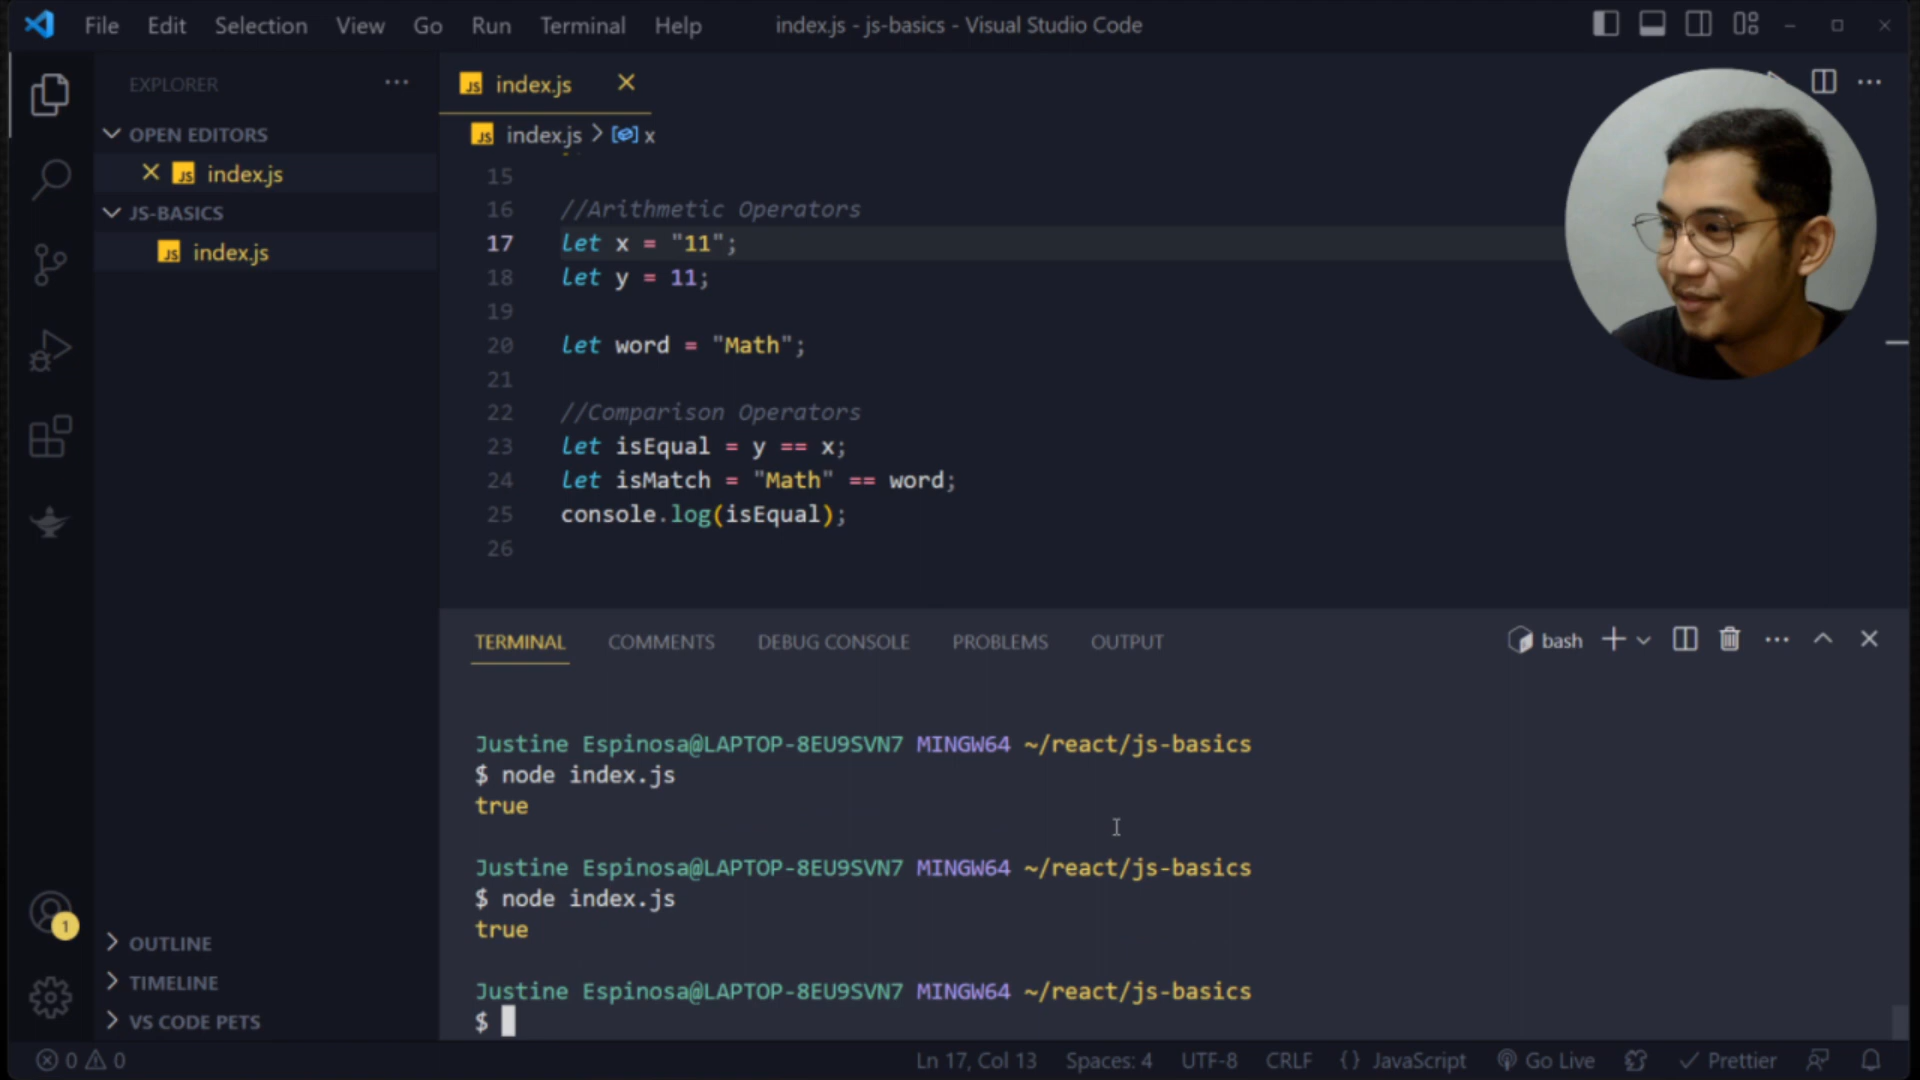 File Edit Selection View Go Run Terminal Help index.js - js-basics - Visual Studio Code
EXPLORER
OPEN EDITORS
JS index.js
JS-BASICS
JS index.js
OUTLINE
TIMELINE
VS CODE PETS
1
JS index.js
JS index.js > x
15
16 //Arithmetic Operators
17 let x = "11";
18 let y = 11;
19
20 let word = "Math";
21
22 //Comparison Operators
23 let isEqual = y == x;
24 let isMatch = "Math" == word;
25 console.log(isEqual);
26
TERMINAL COMMENTS DEBUG CONSOLE PROBLEMS OUTPUT bash
Justine Espinosa@LAPTOP-8EU9SVN7 MINGW64 ~/react/js-basics
$ node index.js
true
Justine Espinosa@LAPTOP-8EU9SVN7 MINGW64 ~/react/js-basics
$ node index.js
true
Justine Espinosa@LAPTOP-8EU9SVN7 MINGW64 ~/react/js-basics
$
0 0 Ln 17, Col 13 Spaces: 4 UTF-8 CRLF {} JavaScript Go Live Prettier